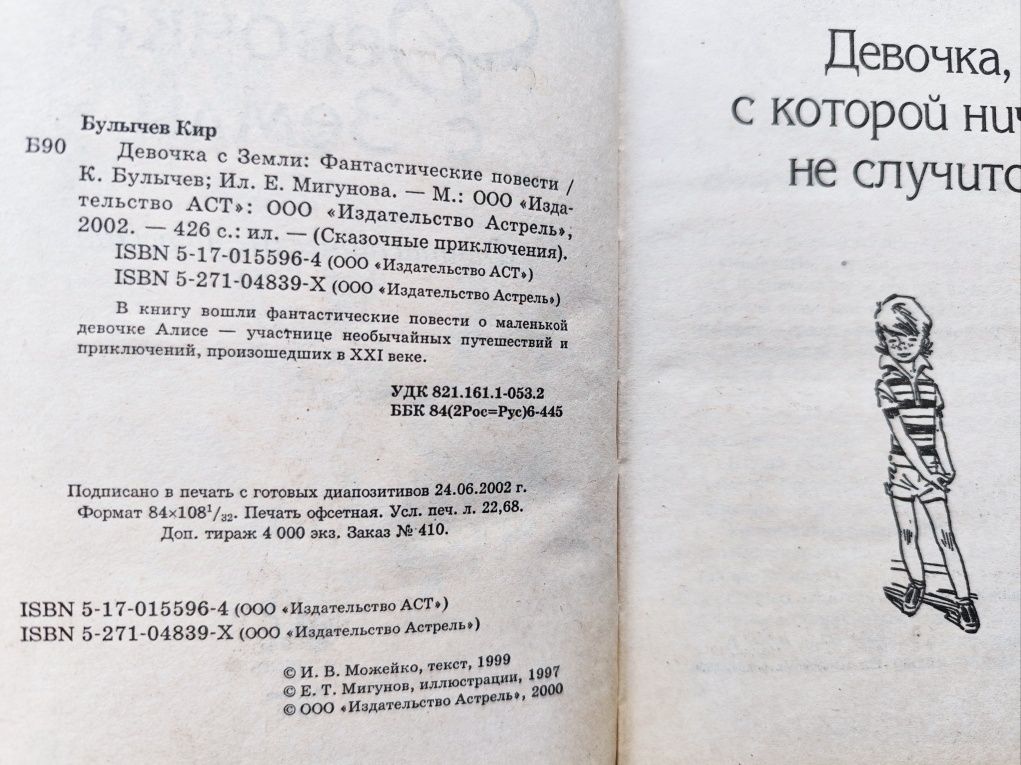 Булычев Кир
Б90
Девочка с Земли: Фантастические повести /
К. Булычев; Ил. Е. Мигунова. — М.: ООО «Изда-
тельство АСТ»: ООО «Издательство Астрель»,
2002. — 426 с.: ил. — (Сказочные приключения).
ISBN 5-17-015596-4 (ООО «Издательство АСТ»)
ISBN 5-271-04839-X (ООО «Издательство Астрель»)
В книгу вошли фантастические повести о маленькой
девочке Алисе — участнице необычайных путешествий и
приключений, произошедших в XXI веке.
УДК 821.161.1-053.2
ББК 84(2Рос=Рус)6-445
Подписано в печать с готовых диапозитивов 24.06.2002 г.
Формат 84×108¹/₃₂. Печать офсетная. Усл. печ. л. 22,68.
Доп. тираж 4 000 экз. Заказ № 410.
ISBN 5-17-015596-4 (ООО «Издательство АСТ»)
ISBN 5-271-04839-X (ООО «Издательство Астрель»)
© И. В. Можейко, текст, 1999
© Е. Т. Мигунов, иллюстрации, 1997
© ООО «Издательство Астрель», 2000
Девочка,
с которой
не